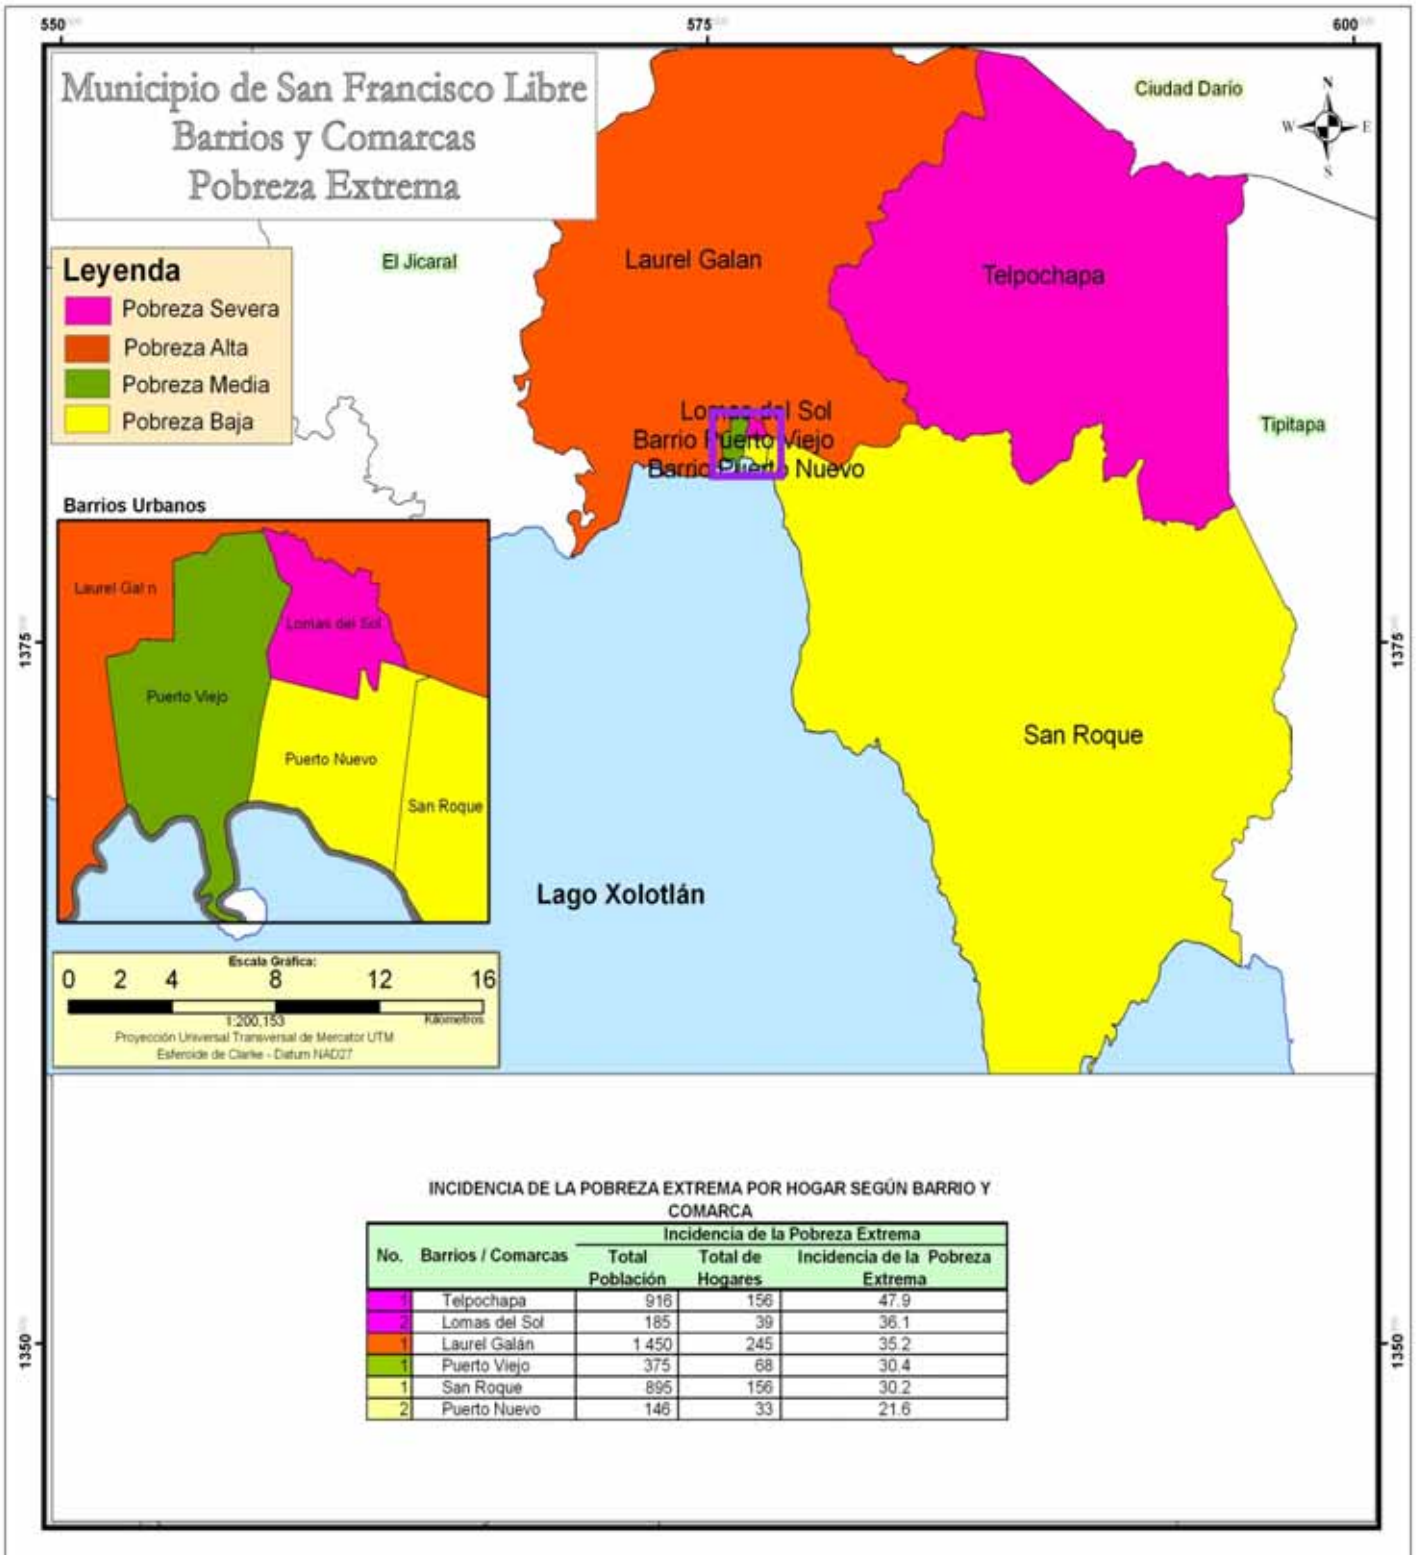 550
575
600
Municipio de San Francisco Libre
Barrios y Comarcas
Pobreza Extrema
Ciudad Darío
N
W E
S
El Jicaral
Laurel Galan
Telpochapa
Leyenda
Pobreza Severa
Pobreza Alta
Pobreza Media
Pobreza Baja
Lomas del Sol
Barrio Puerto Viejo
Barrio Puerto Nuevo
Tipitapa
Barrios Urbanos
Laurel Gal n
Lomas del Sol
Puerto Viejo
Puerto Nuevo
San Roque
1375
1375
San Roque
Lago Xolotlán
Escala Gráfica:
0 2 4 8 12 16
1:200,153 Kilómetros
Proyección Universal Transversal de Mercator UTM
Esferoide de Clarke - Datum NAD27
INCIDENCIA DE LA POBREZA EXTREMA POR HOGAR SEGÚN BARRIO Y
COMARCA
Incidencia de la Pobreza Extrema
No. Barrios / Comarcas Total Población Total de Hogares Incidencia de la Pobreza Extrema
1 Telpochapa 916 156 47.9
2 Lomas del Sol 185 39 36.1
1 Laurel Galán 1 450 245 35.2
1 Puerto Viejo 375 68 30.4
1 San Roque 895 156 30.2
2 Puerto Nuevo 146 33 21.6
1350
1350